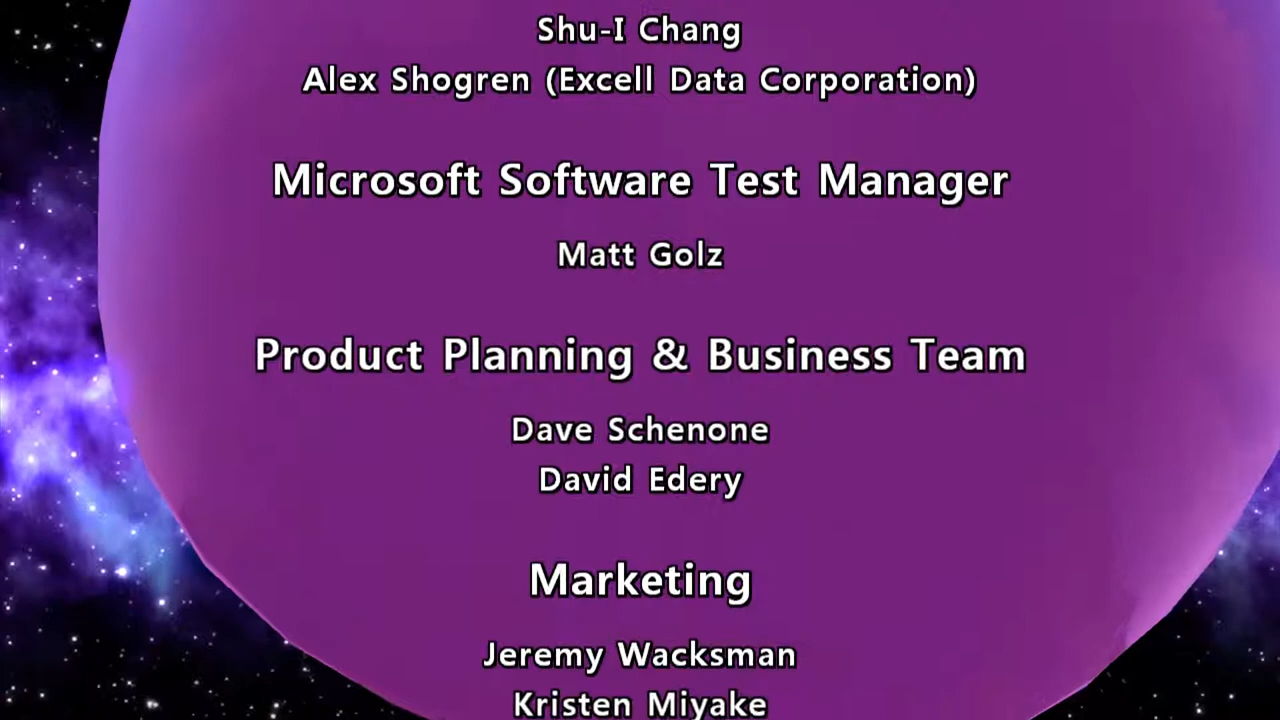 Shu-I Chang
Alex Shogren (Excell Data Corporation)
Microsoft Software Test Manager
Matt Golz
Product Planning & Business Team
Dave Schenone
David Edery
Marketing
Jeremy Wacksman
Kristen Miyake